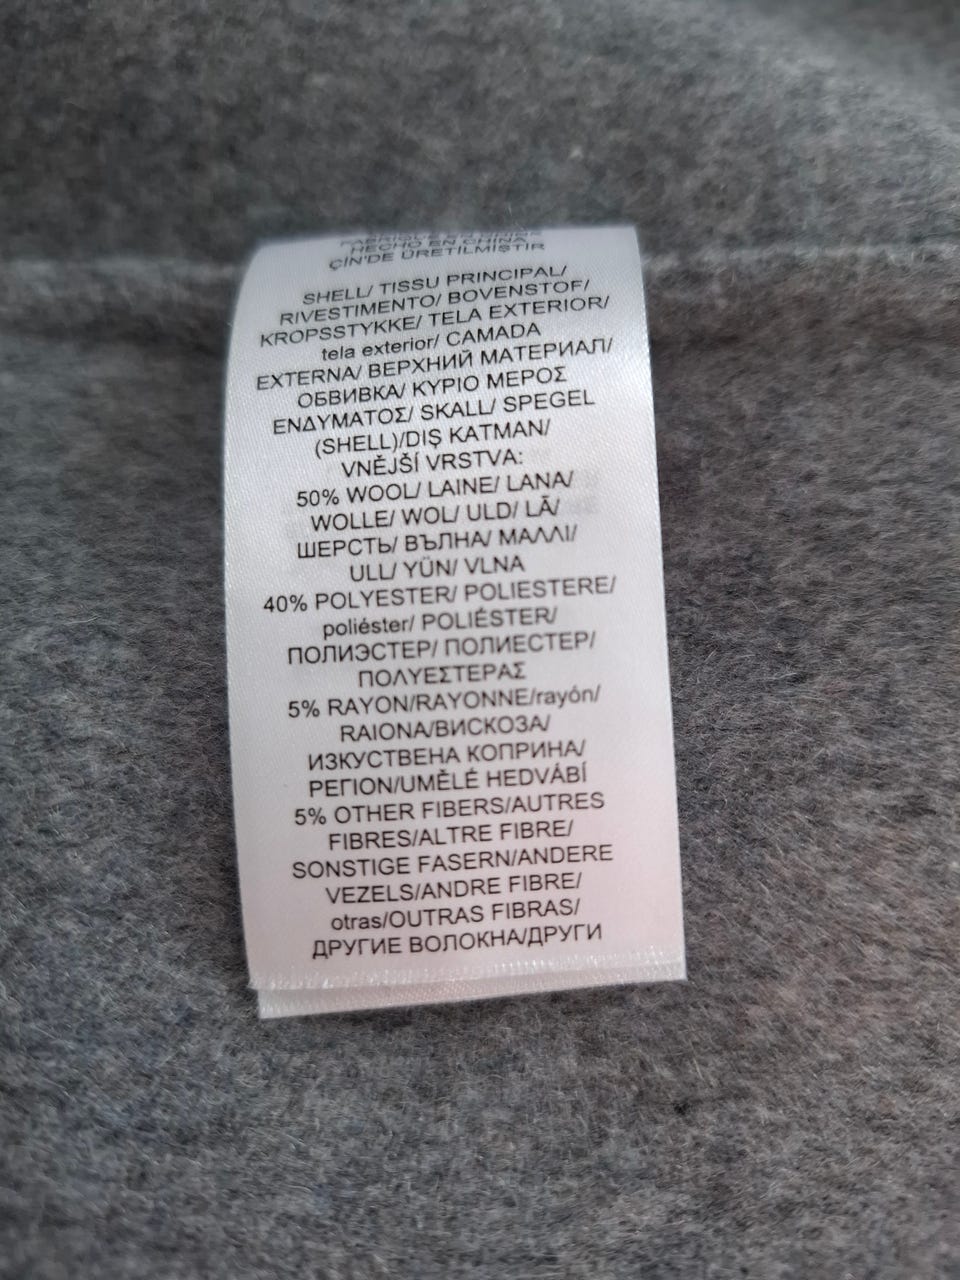 HECHO EN CHINA
ÇİN'DE ÜRETİLMİŞTİR
SHELL/ TISSU PRINCIPAL/
RIVESTIMENTO/ BOVENSTOF/
KROPSSTYKKE/ TELA EXTERIOR/
tela exterior/ CAMADA
EXTERNA/ ВЕРХНИЙ МАТЕРИАЛ/
ОБВИВКА/ ΚΥΡΙΟ ΜΕΡΟΣ
ΕΝΔΥΜΑΤΟΣ/ SKALL/ SPEGEL
(SHELL)/DIŞ KATMAN/
VNĚJŠÍ VRSTVA:
50% WOOL/ LAINE/ LANA/
WOLLE/ WOL/ ULD/ LÃ/
ШЕРСТЬ/ ВЪЛНА/ ΜΑΛΛΙ/
ULL/ YÜN/ VLNA
40% POLYESTER/ POLIESTERE/
poliéster/ POLIÉSTER/
ПОЛИЭСТЕР/ ПОЛИЕСТЕР/
ΠΟΛΥΕΣΤΕΡΑΣ
5% RAYON/RAYONNE/rayón/
RAIONA/ВИСКОЗА/
ИЗКУСТВЕНА КОПРИНА/
ΡΕΓΙΟΝ/UMĚLÉ HEDVÁBÍ
5% OTHER FIBERS/AUTRES
FIBRES/ALTRE FIBRE/
SONSTIGE FASERN/ANDERE
VEZELS/ANDRE FIBRE/
otras/OUTRAS FIBRAS/
ДРУГИЕ ВОЛОКНА/ДРУГИ